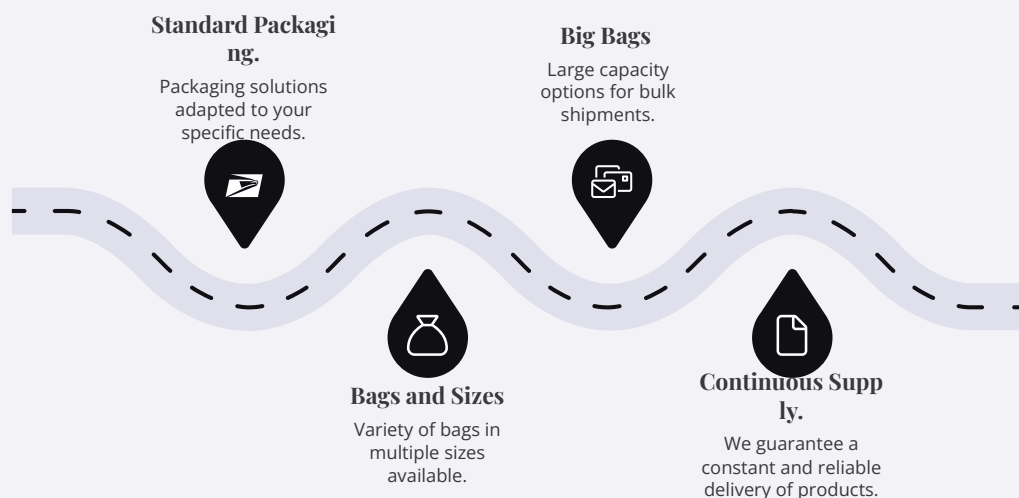 Standard Packagi
ng.
Packaging solutions
adapted to your
specific needs.
Big Bags
Large capacity
options for bulk
shipments.
Bags and Sizes
Variety of bags in
multiple sizes
available.
Continuous Supp
ly.
We guarantee a
constant and reliable
delivery of products.